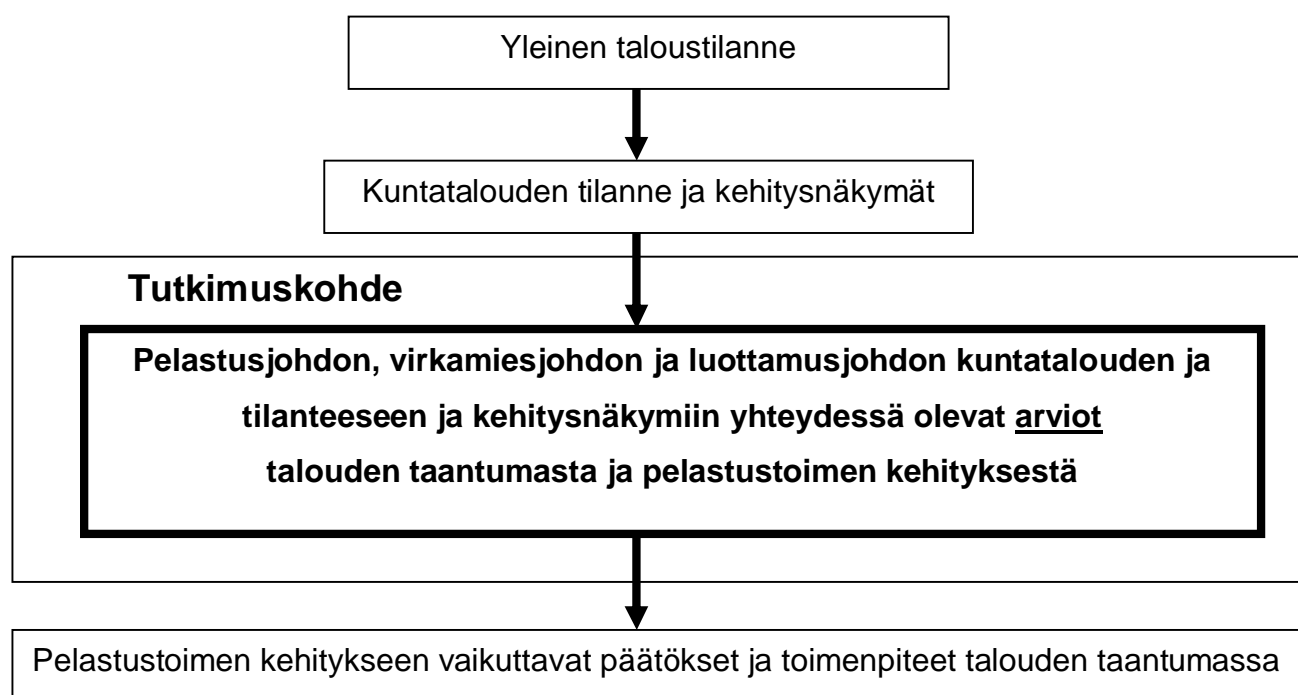 Yleinen taloustilanne
Kuntatalouden tilanne ja kehitysnäkymät
Tutkimuskohde
Pelastusjohdon, virkamiesjohdon ja luottamusjohdon kuntatalouden ja
tilanteeseen ja kehitysnäkymiin yhteydessä olevat arviot
talouden taantumasta ja pelastustoimen kehityksestä
Pelastustoimen kehitykseen vaikuttavat päätökset ja toimenpiteet talouden taantumassa